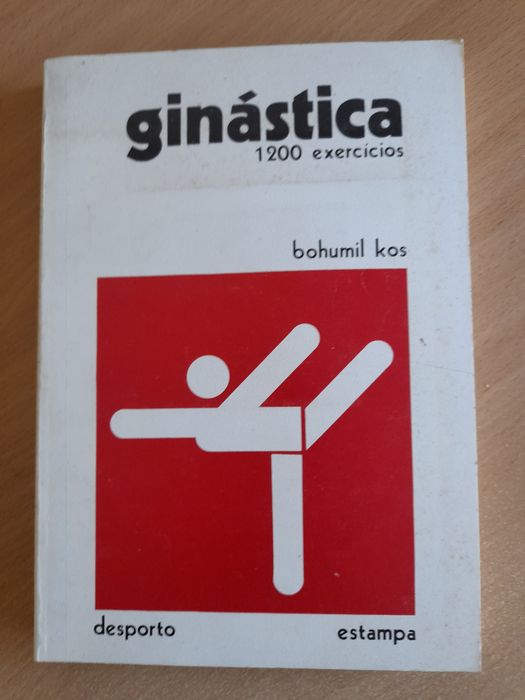 ginástica
1200 exercícios
bohumil kos
desporto estampa